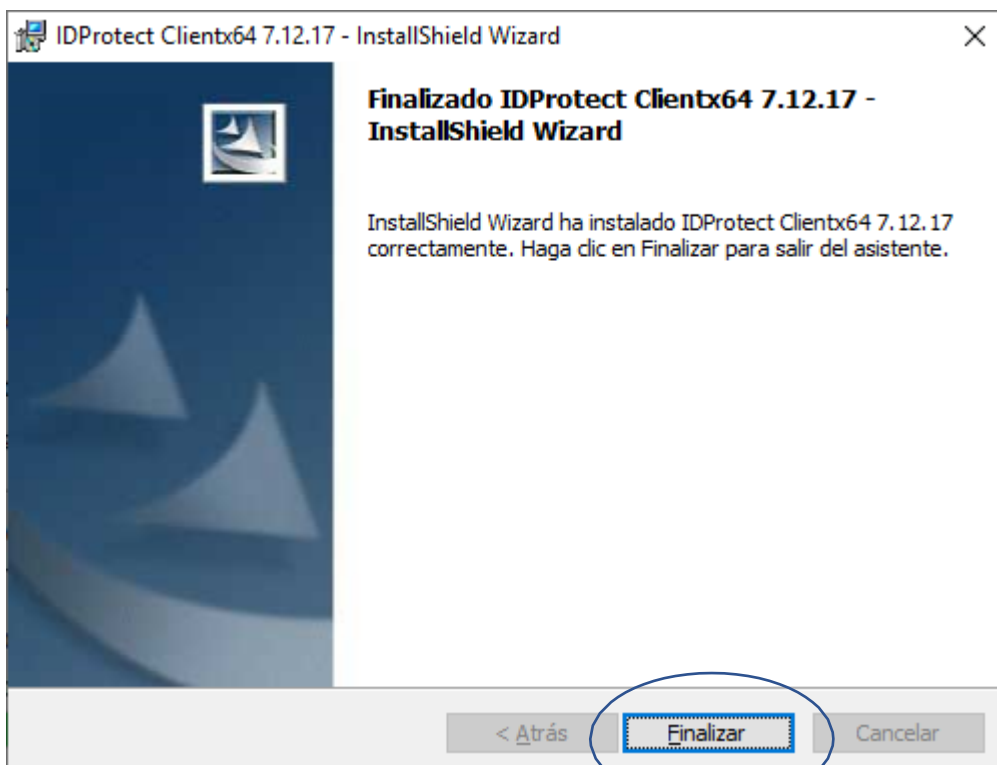 IDProtect Clientx64 7.12.17 - InstallShield Wizard
Finalizado IDProtect Clientx64 7.12.17 -
InstallShield Wizard
InstallShield Wizard ha instalado IDProtect Clientx64 7.12.17
correctamente. Haga clic en Finalizar para salir del asistente.
< Atrás Finalizar Cancelar